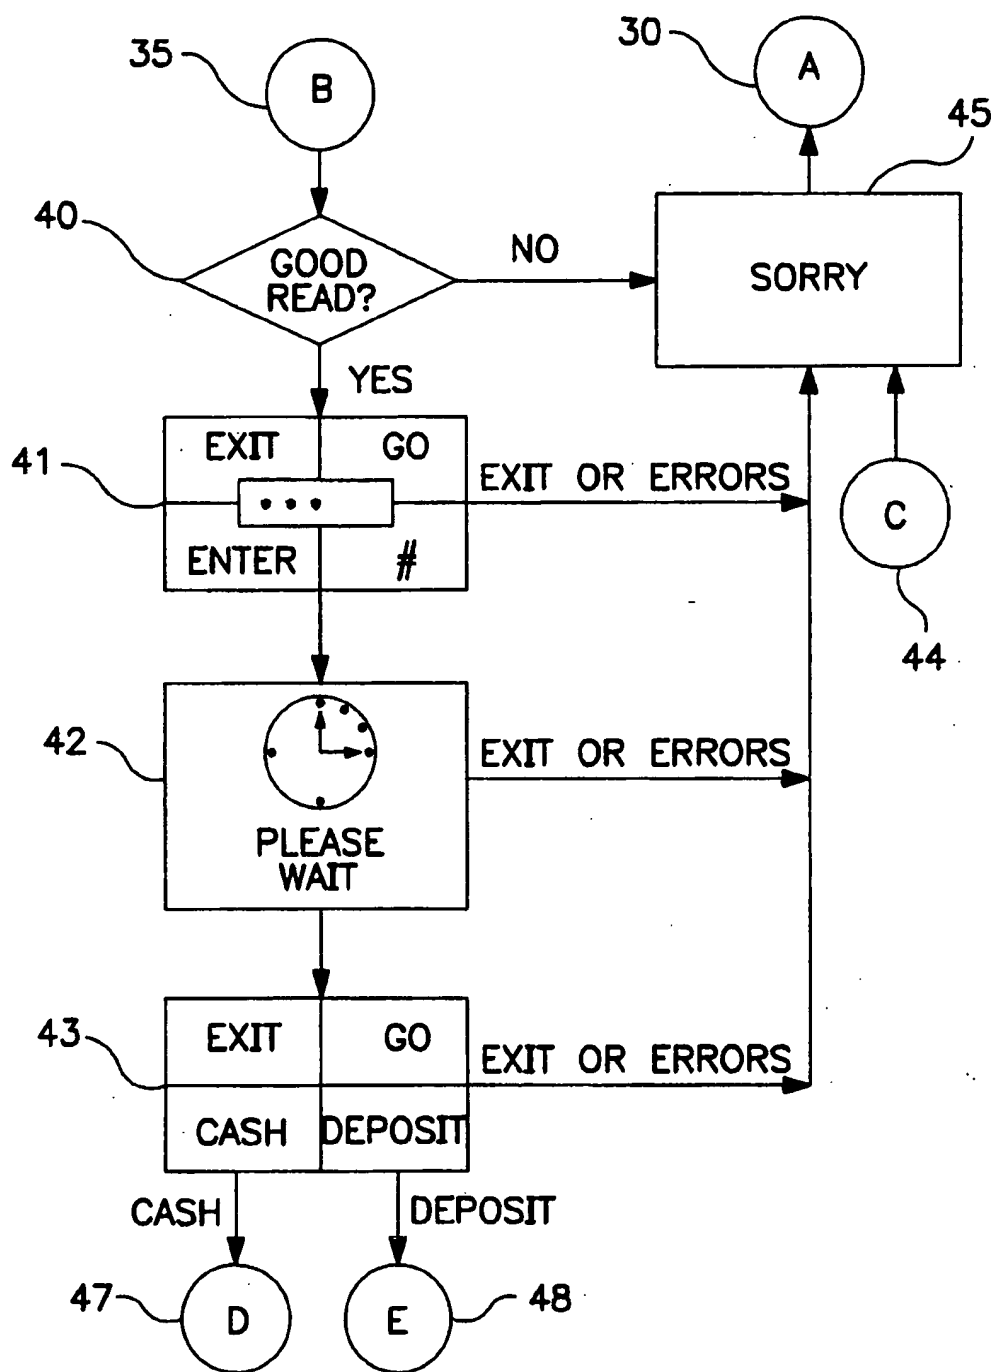 35
B
30
A
45
40
GOOD
READ?
NO
SORRY
YES
41
EXIT
GO
EXIT OR ERRORS
C
ENTER
#
44
42
EXIT OR ERRORS
PLEASE
WAIT
43
EXIT
GO
EXIT OR ERRORS
CASH
DEPOSIT
CASH
DEPOSIT
47
D
E
48